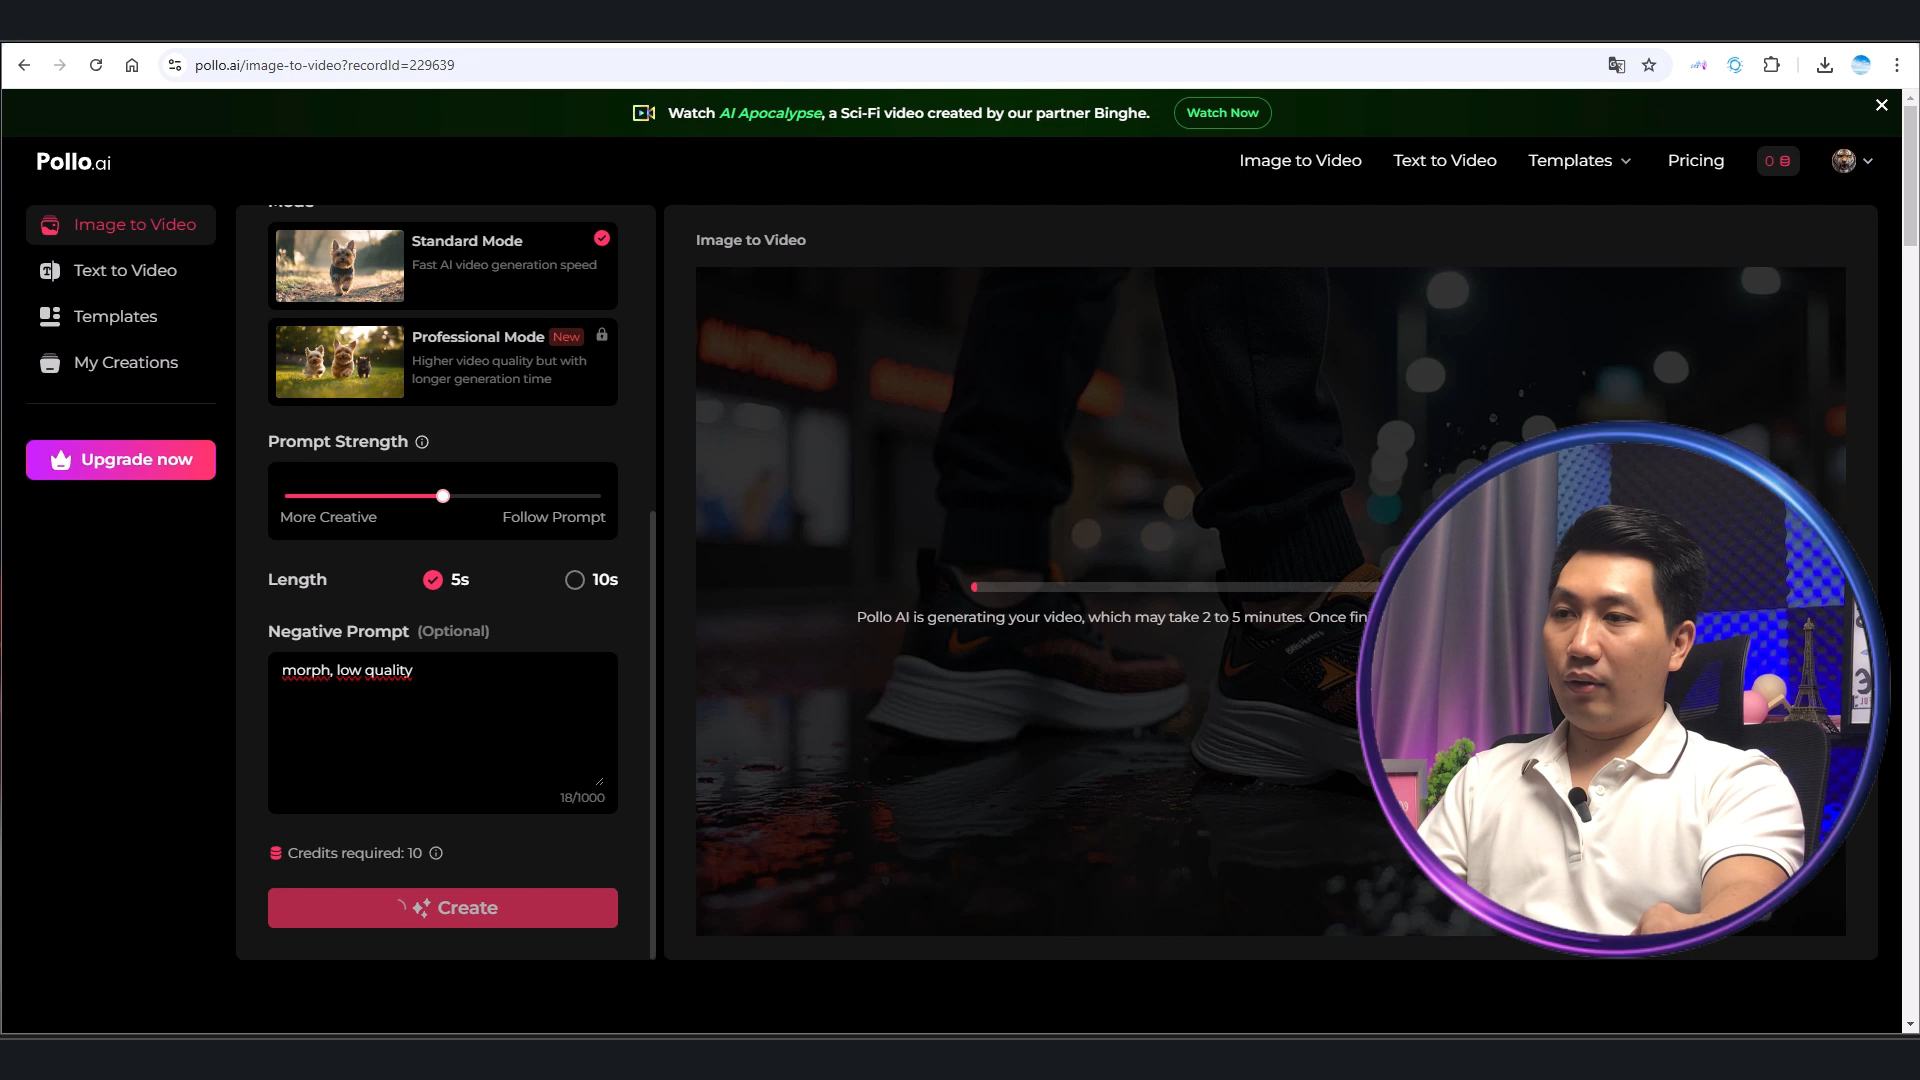 pollo.ai/image-to-video?recordId=229639
Watch AI Apocalypse, a Sci-Fi video created by our partner Binghe.
Watch Now
Pollo.ai
Image to Video
Text to Video
Templates
Pricing
0
Image to Video
Text to Video
Templates
My Creations
Upgrade now
Mode
Standard Mode
Fast AI video generation speed
Professional Mode New
Higher video quality but with
longer generation time
Prompt Strength
More Creative
Follow Prompt
Length
5s
10s
Negative Prompt (Optional)
morph, low quality
18/1000
Credits required: 10
Create
Image to Video
Pollo AI is generating your video, which may take 2 to 5 minutes. Once